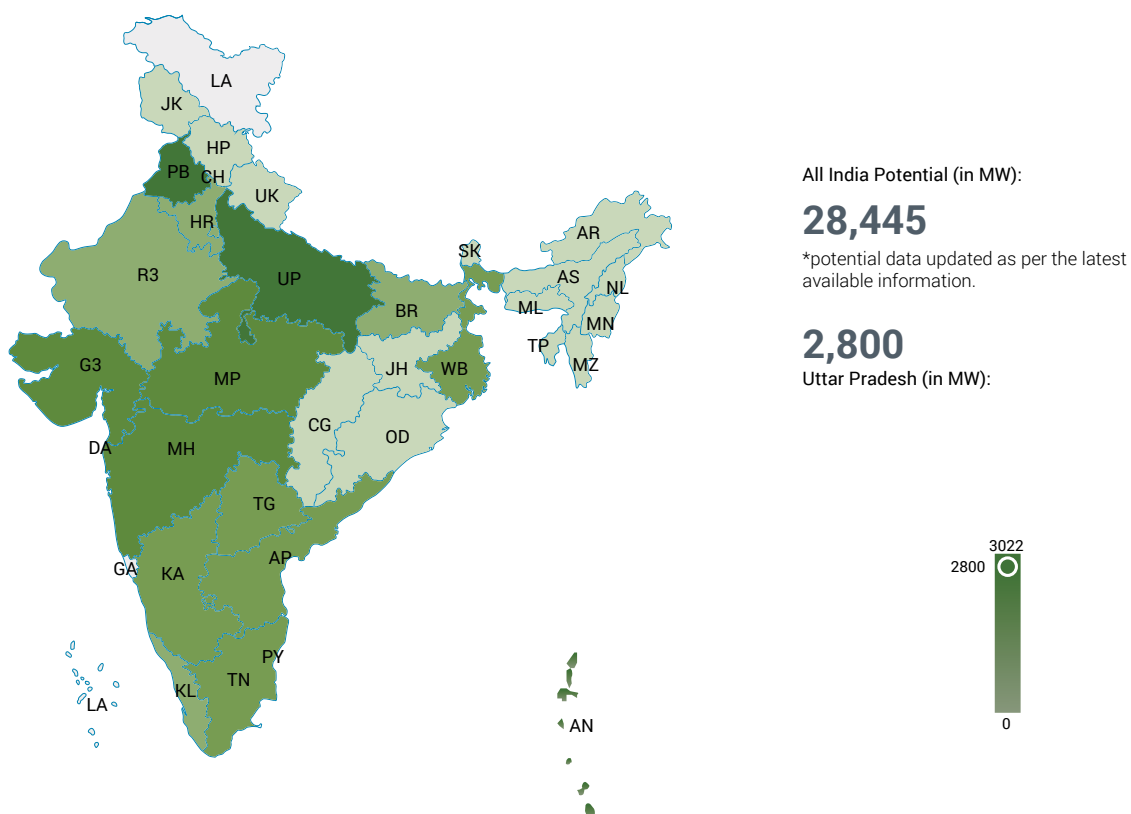 LA
JK
HP
PB
CH
UK
HR
R3
UP
SK
AR
AS
NL
ML
MN
BR
TP
MZ
G3
MP
JH
WB
CG
OD
DA
MH
TG
AP
GA
KA
PY
TN
KL
LA
AN
All India Potential (in MW):
28,445
*potential data updated as per the latest
available information.
2,800
Uttar Pradesh (in MW):
3022
2800
0